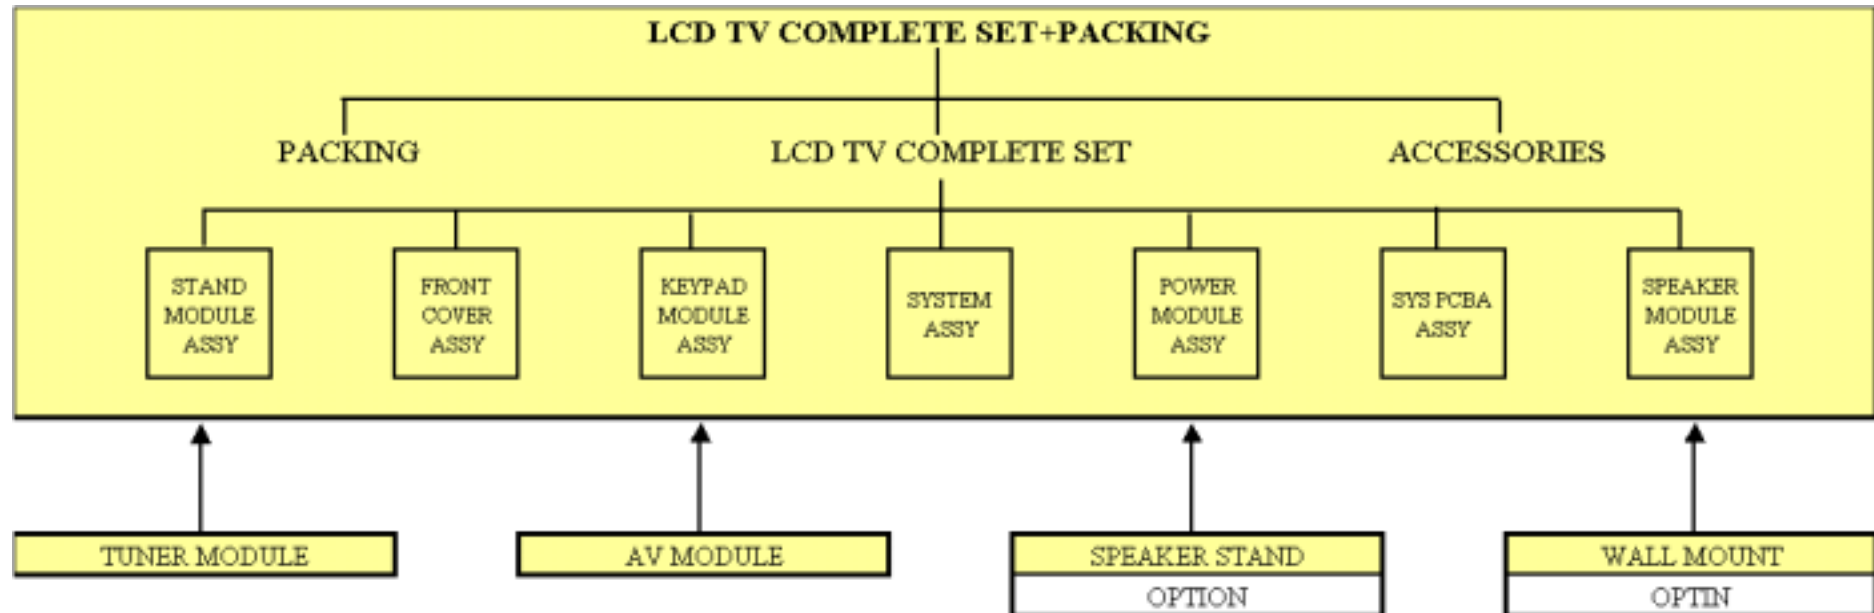 LCD TV COMPLETE SET+PACKING
PACKING
LCD TV COMPLETE SET
ACCESSORIES
STAND
MODULE
ASSY
FRONT
COVER
ASSY
KEYPAD
MODULE
ASSY
SYSTEM
ASSY
POWER
MODULE
ASSY
SYS PCBA
ASSY
SPEAKER
MODULE
ASSY
TUNER MODULE
AV MODULE
SPEAKER STAND
OPTION
WALL MOUNT
OPTIN